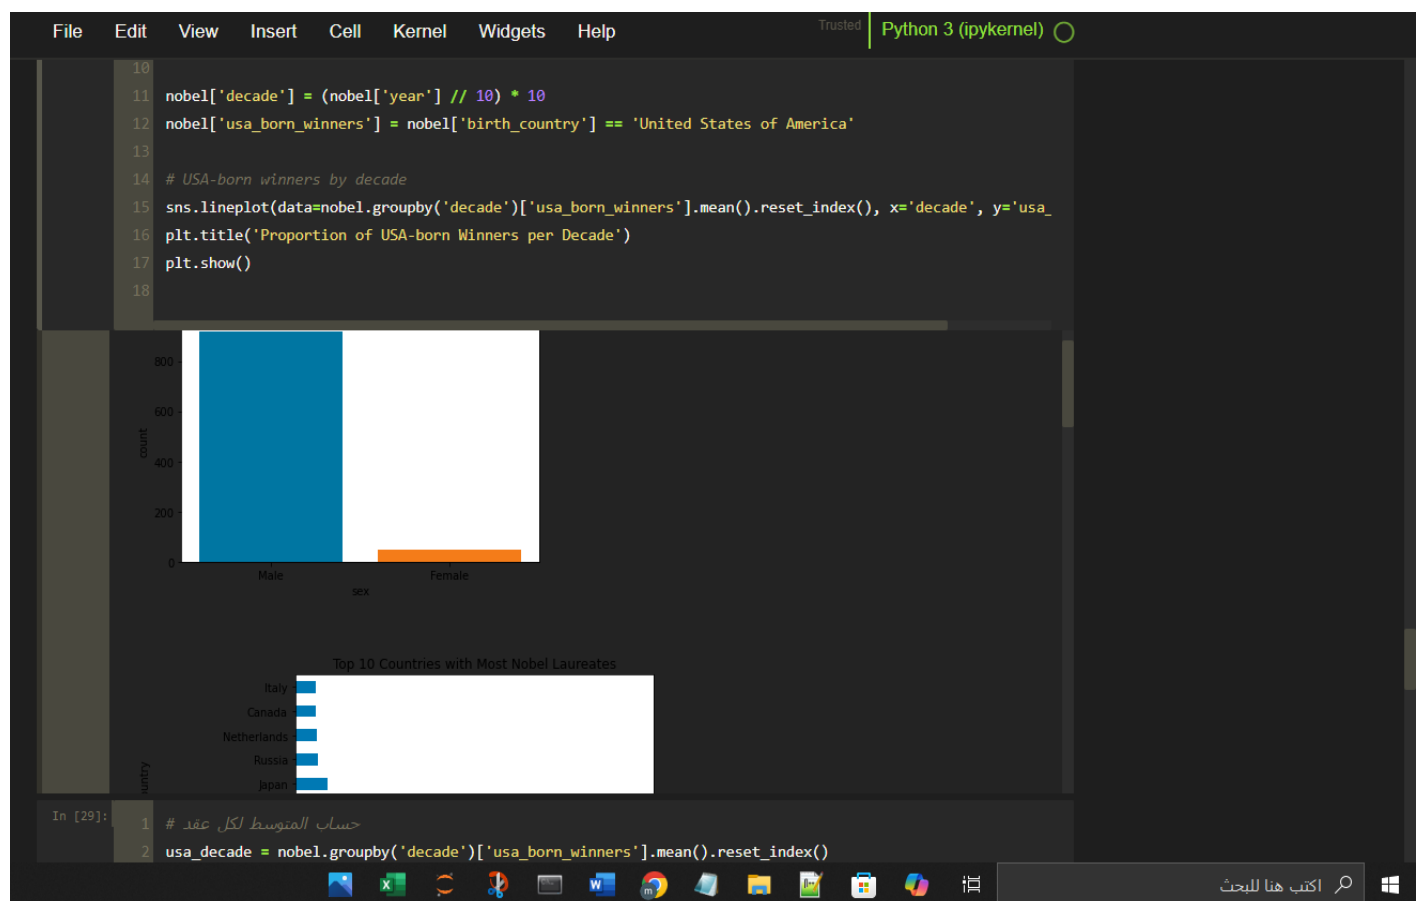 File Edit View Insert Cell Kernel Widgets Help Trusted Python 3 (ipykernel)
10
11 nobel['decade'] = (nobel['year'] // 10) * 10
12 nobel['usa_born_winners'] = nobel['birth_country'] == 'United States of America'
13
14 # USA-born winners by decade
15 sns.lineplot(data=nobel.groupby('decade')['usa_born_winners'].mean().reset_index(), x='decade', y='usa_
16 plt.title('Proportion of USA-born Winners per Decade')
17 plt.show()
18
800
600
count
400
200
0
Male Female
sex
Top 10 Countries with Most Nobel Laureates
Italy
Canada
Netherlands
Russia
untry
Japan
In [29]:
1 # حساب المتوسط لكل عقد
2 usa_decade = nobel.groupby('decade')['usa_born_winners'].mean().reset_index()
اكتب هنا للبحث